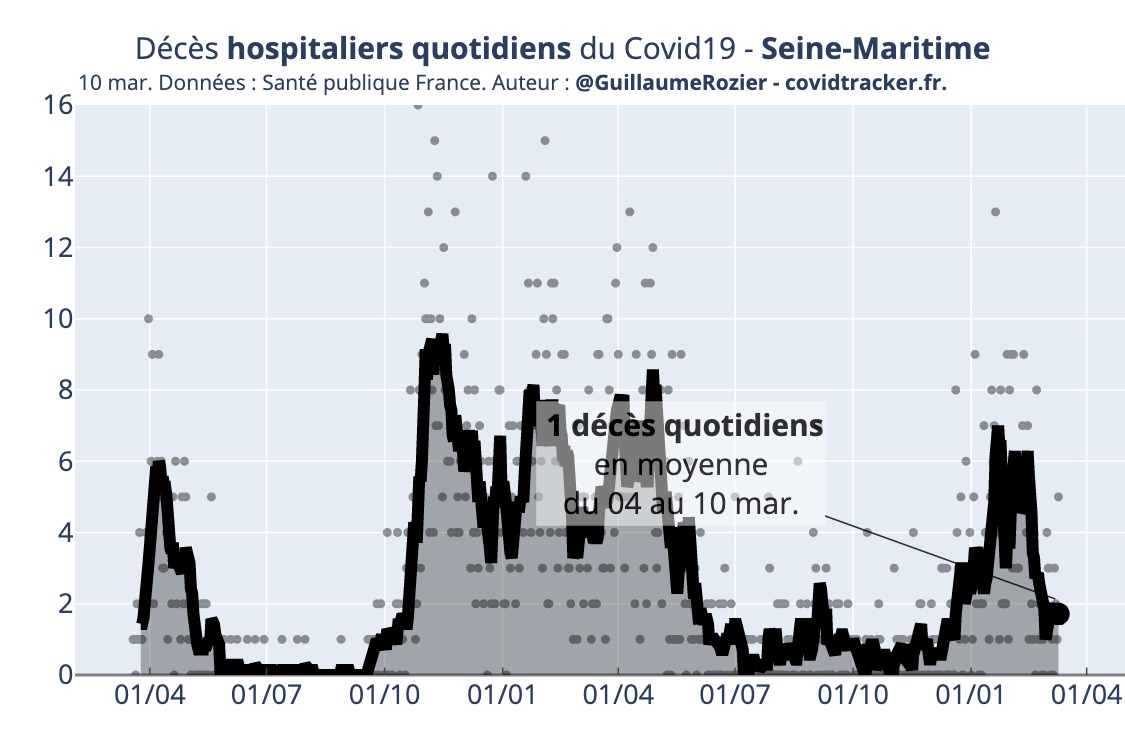 Décès hospitaliers quotidiens du Covid19 - Seine-Maritime
10 mar. Données : Santé publique France. Auteur : @GuillaumeRozier - covidtracker.fr.
16
14
12
10
8
6
4
2
0
1 décès quotidiens
en moyenne
du 04 au 10 mar.
01/04 01/07 01/10 01/01 01/04 01/07 01/10 01/01 01/04